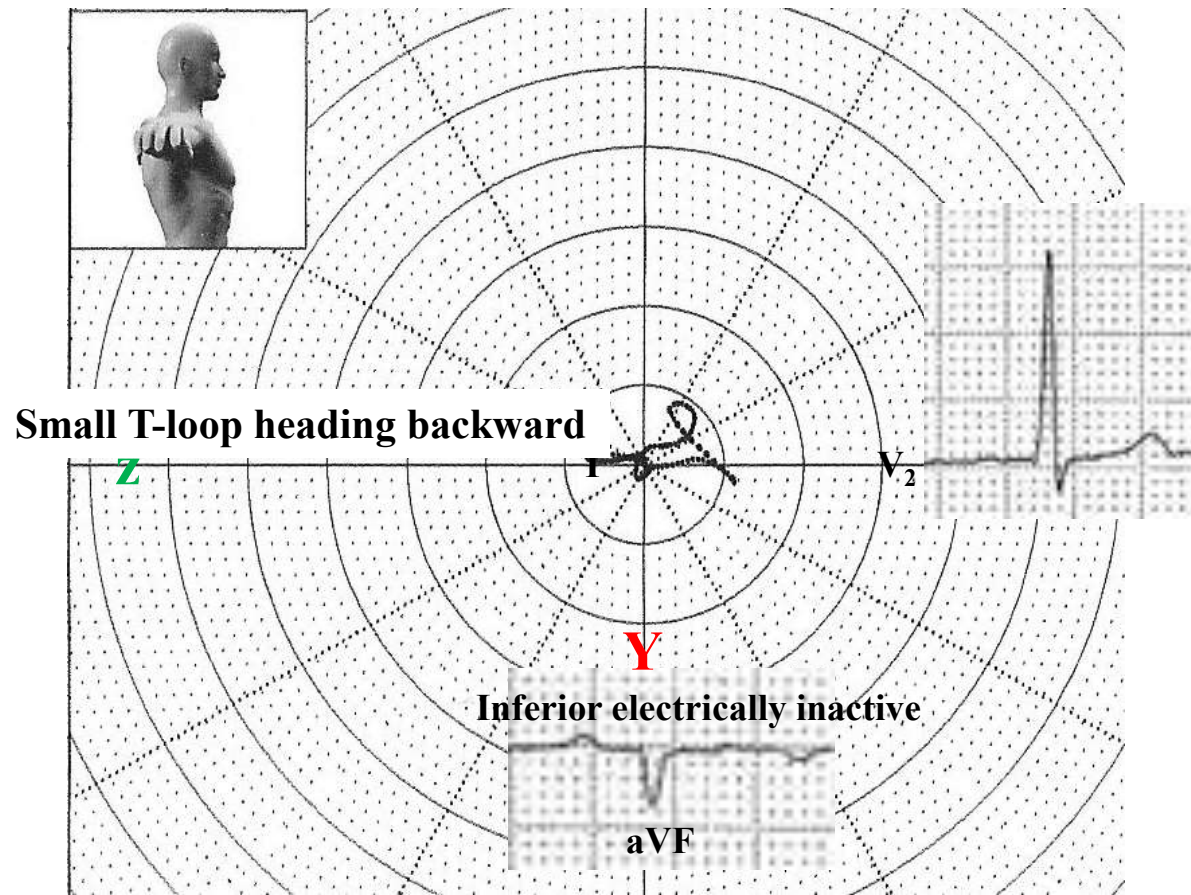 Small T-loop heading backward
z
T
V2
Y
Inferior electrically inactive
aVF